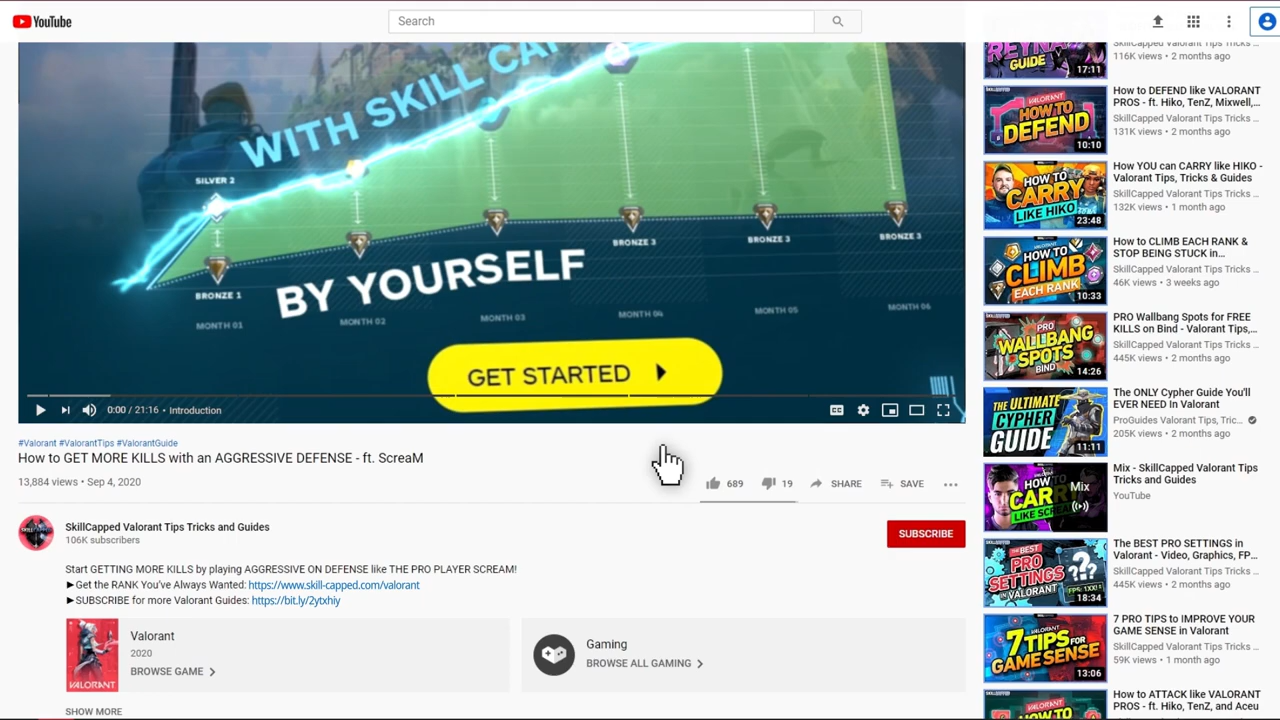 YouTube
Search
WITH SKILL
SILVER 2
BRONZE 1
BRONZE 3
BRONZE 3
BRONZE 3
BY YOURSELF
MONTH 01
MONTH 02
MONTH 03
MONTH 04
MONTH 05
MONTH 06
GET STARTED
0:00 / 21:16 • Introduction
#Valorant #ValorantTips #ValorantGuide
How to GET MORE KILLS with an AGGRESSIVE DEFENSE - ft. ScreaM
13,884 views • Sep 4, 2020
689
19
SHARE
SAVE
SkillCapped Valorant Tips Tricks and Guides
106K subscribers
SUBSCRIBE
Start GETTING MORE KILLS by playing AGGRESSIVE ON DEFENSE like THE PRO PLAYER SCREAM!
►Get the RANK You've Always Wanted: https://www.skill-capped.com/valorant
►SUBSCRIBE for more Valorant Guides: https://bit.ly/2ytxhiy
VALORANT
Valorant
2020
BROWSE GAME
Gaming
BROWSE ALL GAMING
SHOW MORE
REYNA
GUIDE
17:11
SkillCapped Valorant Tips Tricks ...
116K views • 2 months ago
VALORANT
HOW TO
DEFEND
10:10
How to DEFEND like VALORANT
PROS - ft. Hiko, TenZ, Mixwell,...
SkillCapped Valorant Tips Tricks ...
131K views • 2 months ago
HOW TO
CARRY
LIKE HIKO
23:48
How YOU can CARRY like HIKO -
Valorant Tips, Tricks & Guides
SkillCapped Valorant Tips Tricks ...
132K views • 1 month ago
HOW TO
CLIMB
EACH RANK
10:33
How to CLIMB EACH RANK &
STOP BEING STUCK in...
SkillCapped Valorant Tips Tricks ...
46K views • 3 weeks ago
PRO
WALLBANG
SPOTS
BIND
14:26
PRO Wallbang Spots for FREE
KILLS on Bind - Valorant Tips,...
SkillCapped Valorant Tips Tricks ...
445K views • 2 months ago
THE ULTIMATE
CYPHER
GUIDE
11:11
The ONLY Cypher Guide You'll
EVER NEED In Valorant
ProGuides Valorant Tips, Tric...
205K views • 2 months ago
HOW
CAR
LIKE SCREAM
Mix
Mix - SkillCapped Valorant Tips
Tricks and Guides
YouTube
THE BEST
PRO
SETTINGS
IN VALORANT
???
18:34
The BEST PRO SETTINGS in
Valorant - Video, Graphics, FP...
SkillCapped Valorant Tips Tricks ...
445K views • 2 months ago
7 TIPS
FOR
GAME SENSE
13:06
7 PRO TIPS to IMPROVE YOUR
GAME SENSE in Valorant
SkillCapped Valorant Tips Tricks ...
59K views • 1 month ago
HOW TO
How to ATTACK like VALORANT
PROS - ft. Hiko, TenZ, and Aceu